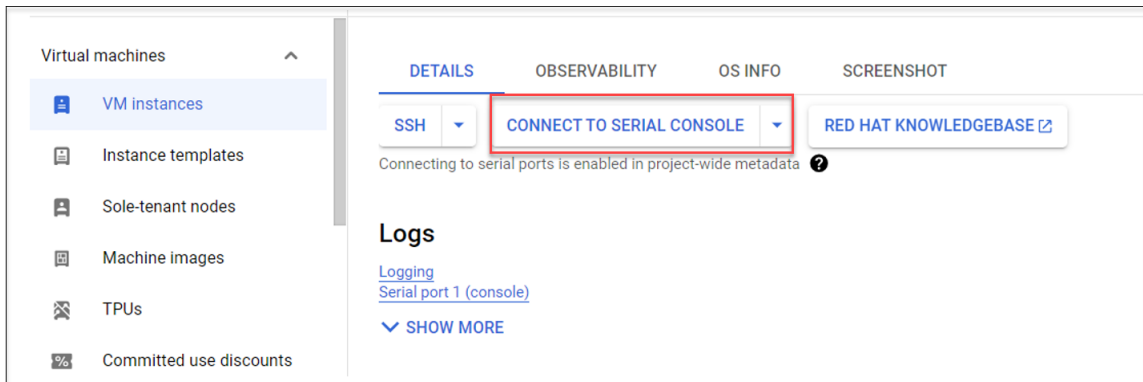 Virtual machines
VM instances
Instance templates
Sole-tenant nodes
Machine images
TPUs
Committed use discounts
DETAILS OBSERVABILITY OS INFO SCREENSHOT
SSH CONNECT TO SERIAL CONSOLE RED HAT KNOWLEDGEBASE
Connecting to serial ports is enabled in project-wide metadata ?
Logs
Logging
Serial port 1 (console)
SHOW MORE